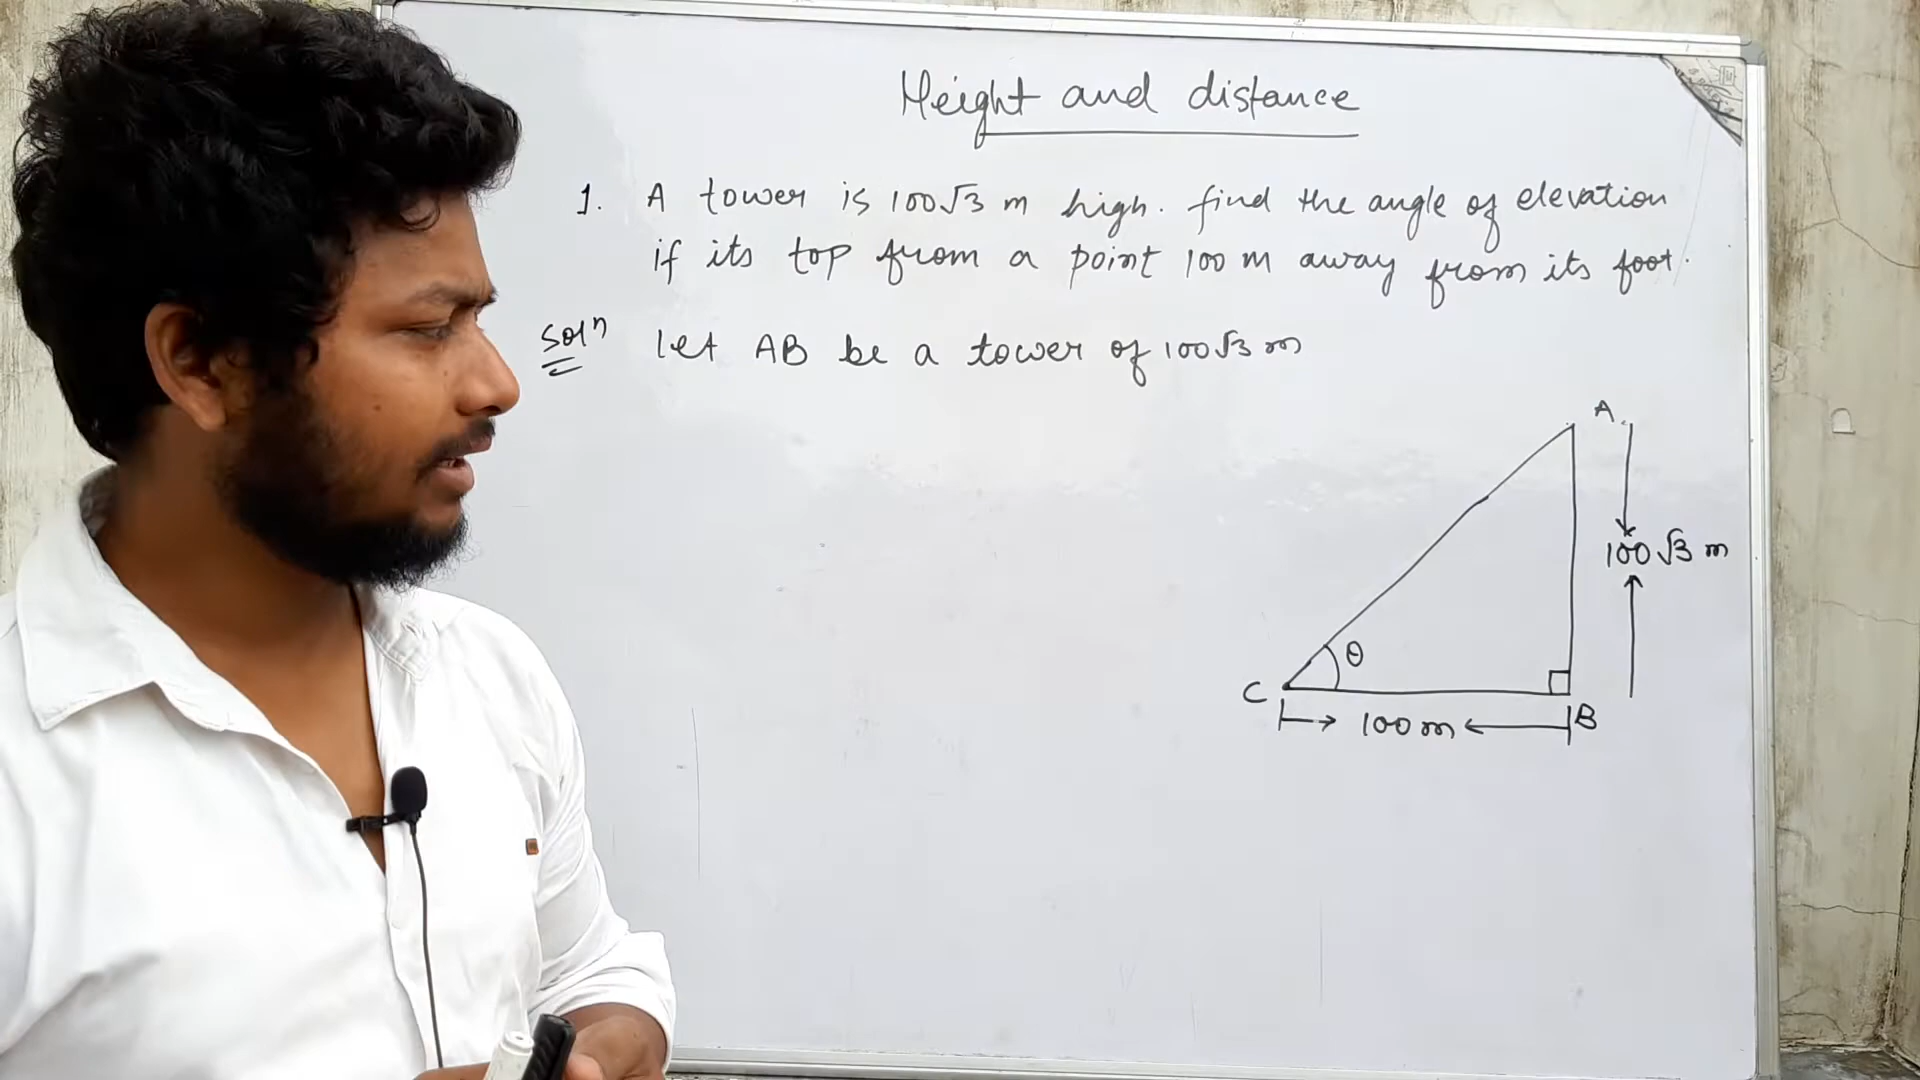 Height and distance
1. A tower is 100√3 m high. find the angle of elevation
if its top from a point 100 m away from its foot.
Solⁿ let AB be a tower of 100√3 m
A
100√3 m
θ
C
B
100 m